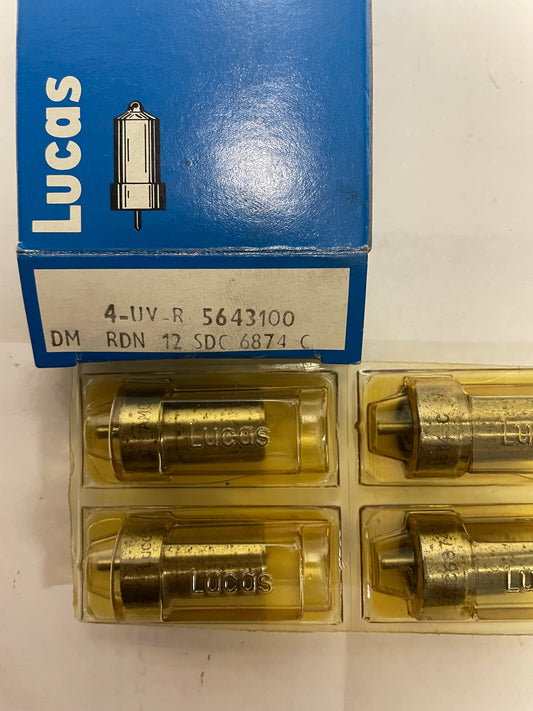 Lucas
4-UV-R 5643100
DM RDN 12 SDC 6874 C
Lucas
Lucas